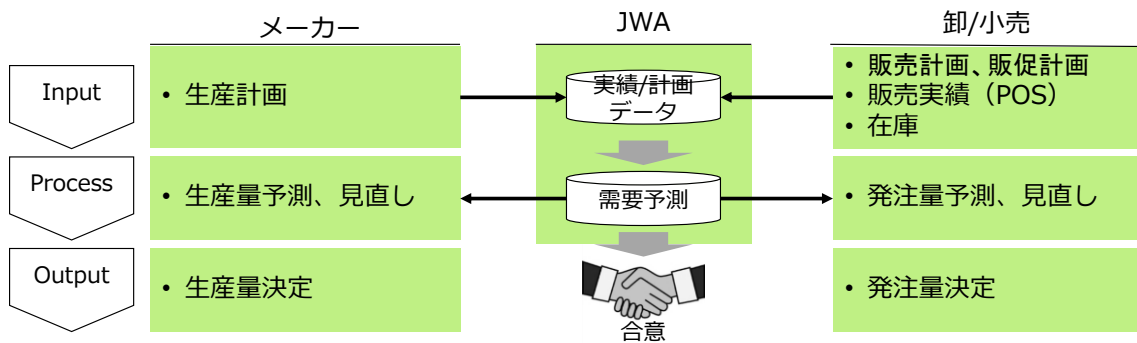 メーカー
JWA
卸/小売
Input
・生産計画
実績/計画
データ
・販売計画、販促計画
・販売実績（POS）
・在庫
Process
・生産量予測、見直し
需要予測
・発注量予測、見直し
Output
・生産量決定
合意
・発注量決定